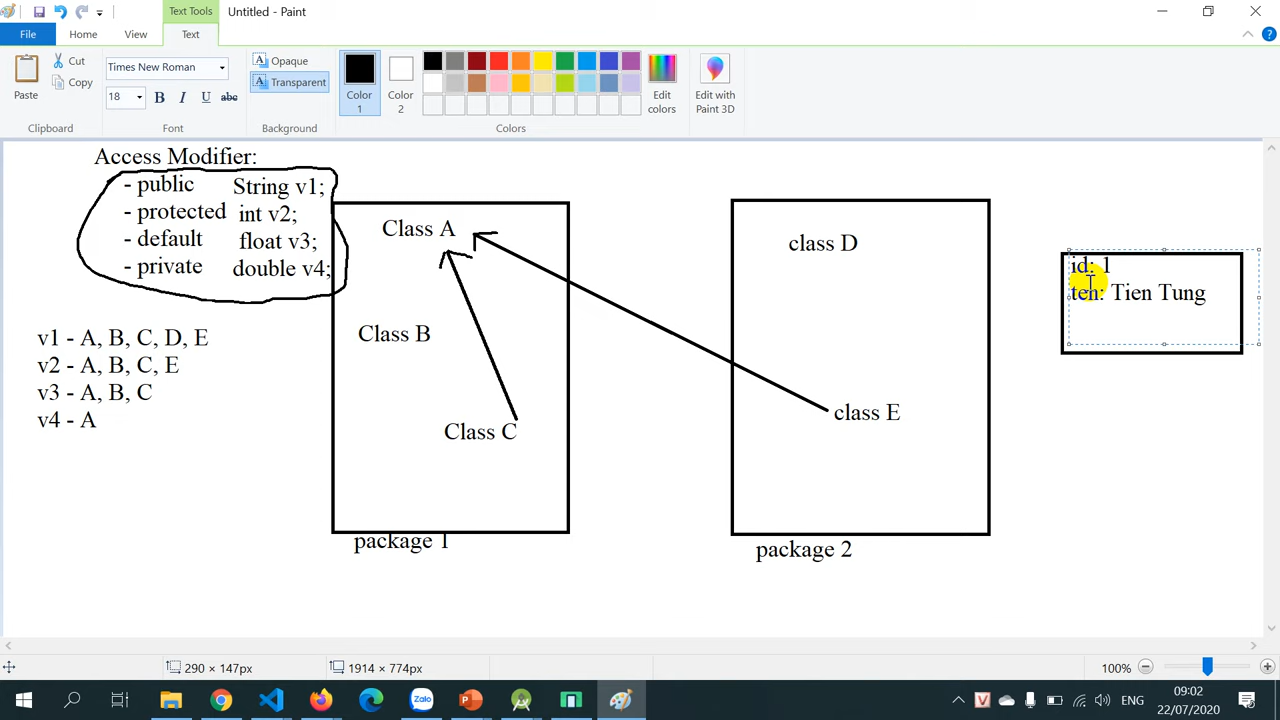 Text Tools
Untitled - Paint
File
Home
View
Text
Paste
Cut
Copy
Times New Roman
18
B
I
U
abc
Opaque
Transparent
Color
1
Color
2
Edit
colors
Edit with
Paint 3D
Clipboard
Font
Background
Colors
Access Modifier:
- public String v1;
- protected int v2;
- default float v3;
- private double v4;
v1 - A, B, C, D, E
v2 - A, B, C, E
v3 - A, B, C
v4 - A
Class A
Class B
Class C
package 1
class D
class E
package 2
id: 1
ten: Tien Tung
290 × 147px
1914 × 774px
100%
Zalo
ENG
09:02
22/07/2020